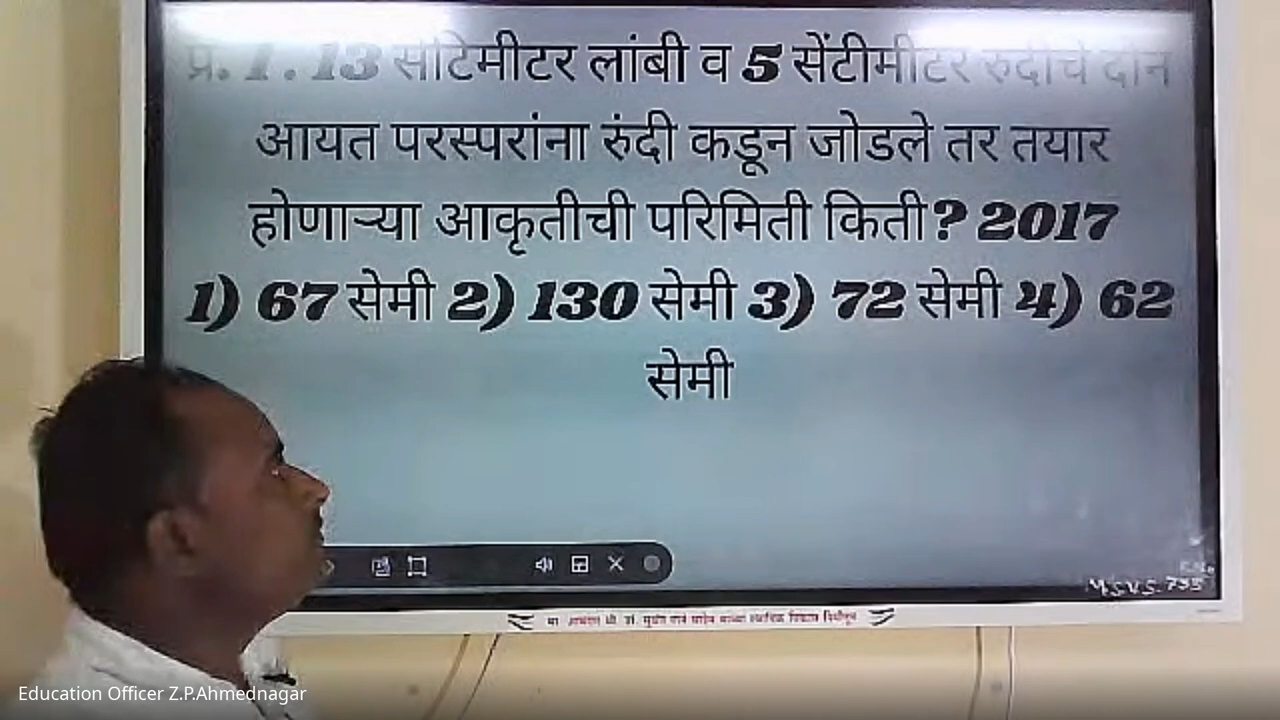 प्र. 1 . 13 सेंटिमीटर लांबी व 5 सेंटीमीटर रुंदीचे दोन
आयत परस्परांना रुंदी कडून जोडले तर तयार
होणाऱ्या आकृतीची परिमिती किती? 2017
1) 67 सेमी 2) 130 सेमी 3) 72 सेमी 4) 62
सेमी
M.S.V.S. 735
Education Officer Z.P.Ahmednagar